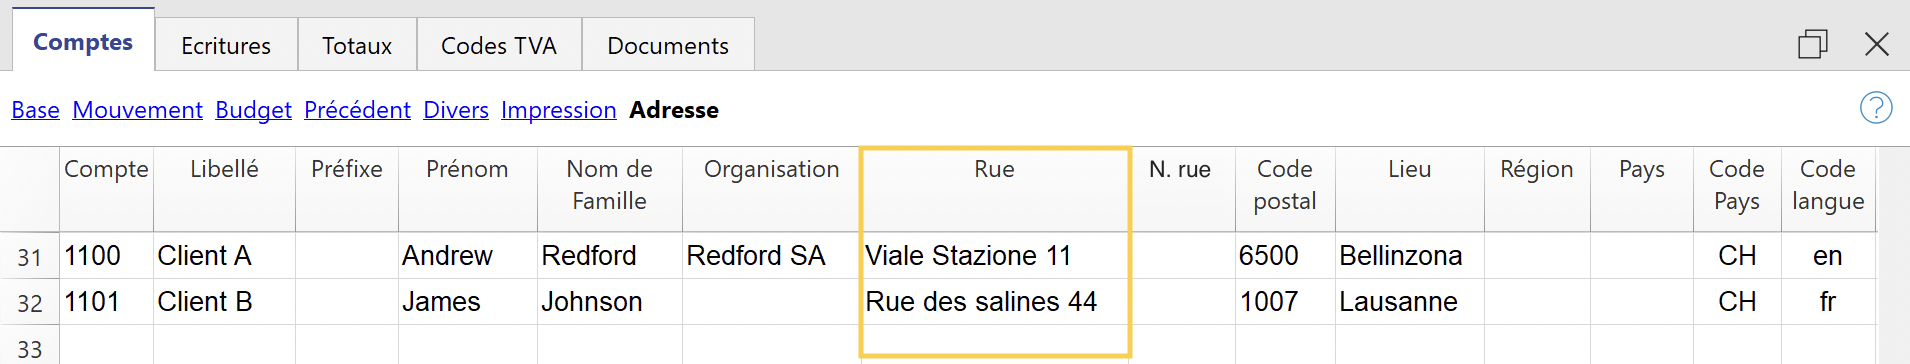 Comptes Ecritures Totaux Codes TVA Documents
Base Mouvement Budget Précédent Divers Impression Adresse ?
Compte Libellé Préfixe Prénom Nom de Famille Organisation Rue N. rue Code postal Lieu Région Pays Code Pays Code langue
31 1100 Client A Andrew Redford Redford SA Viale Stazione 11 6500 Bellinzona CH en
32 1101 Client B James Johnson Rue des salines 44 1007 Lausanne CH fr
33